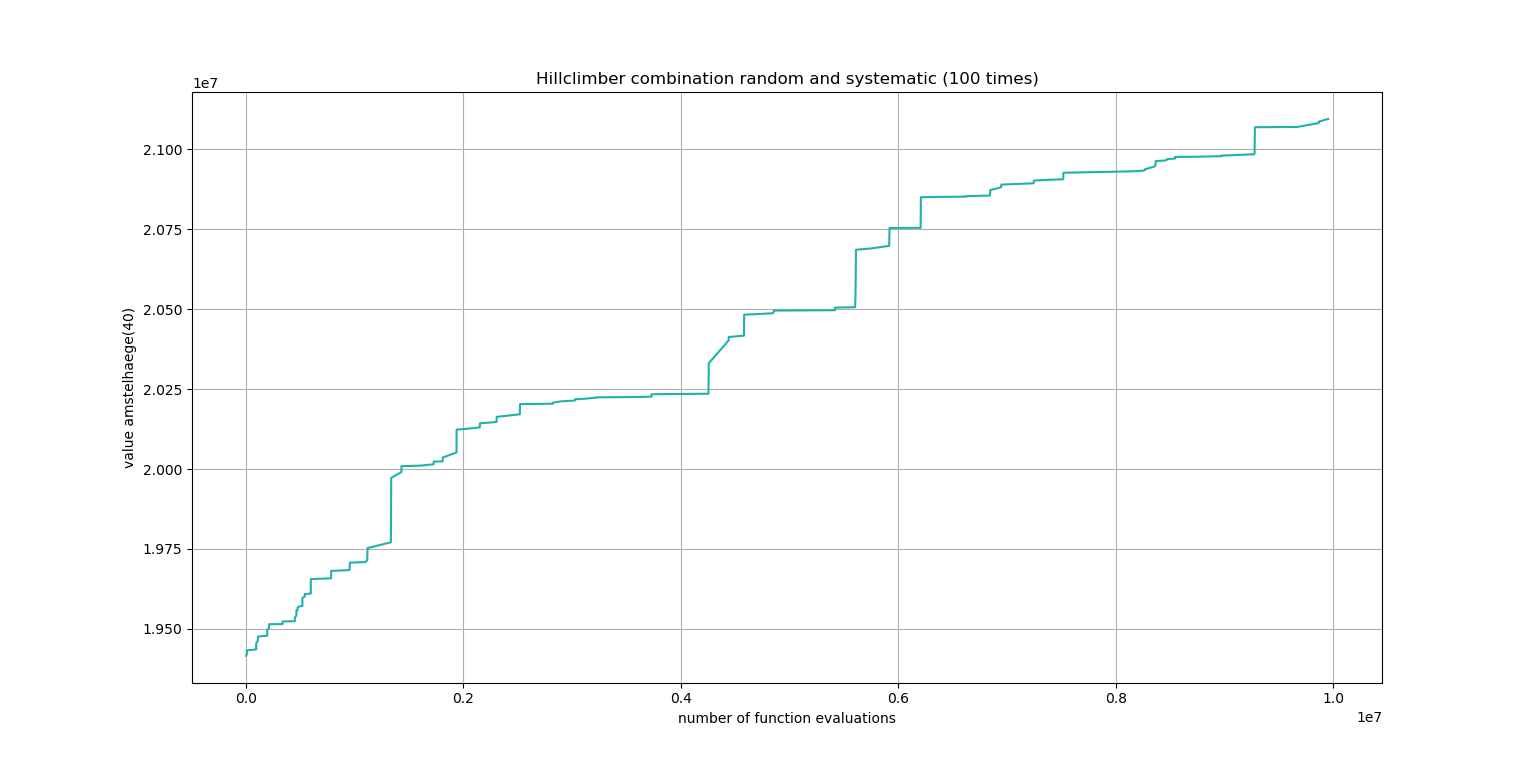 Hillclimber combination random and systematic (100 times)
1e7
2.100
2.075
2.050
2.025
2.000
1.975
1.950
value amstelhaege(40)
0.0 0.2 0.4 0.6 0.8 1.0
number of function evaluations
1e7